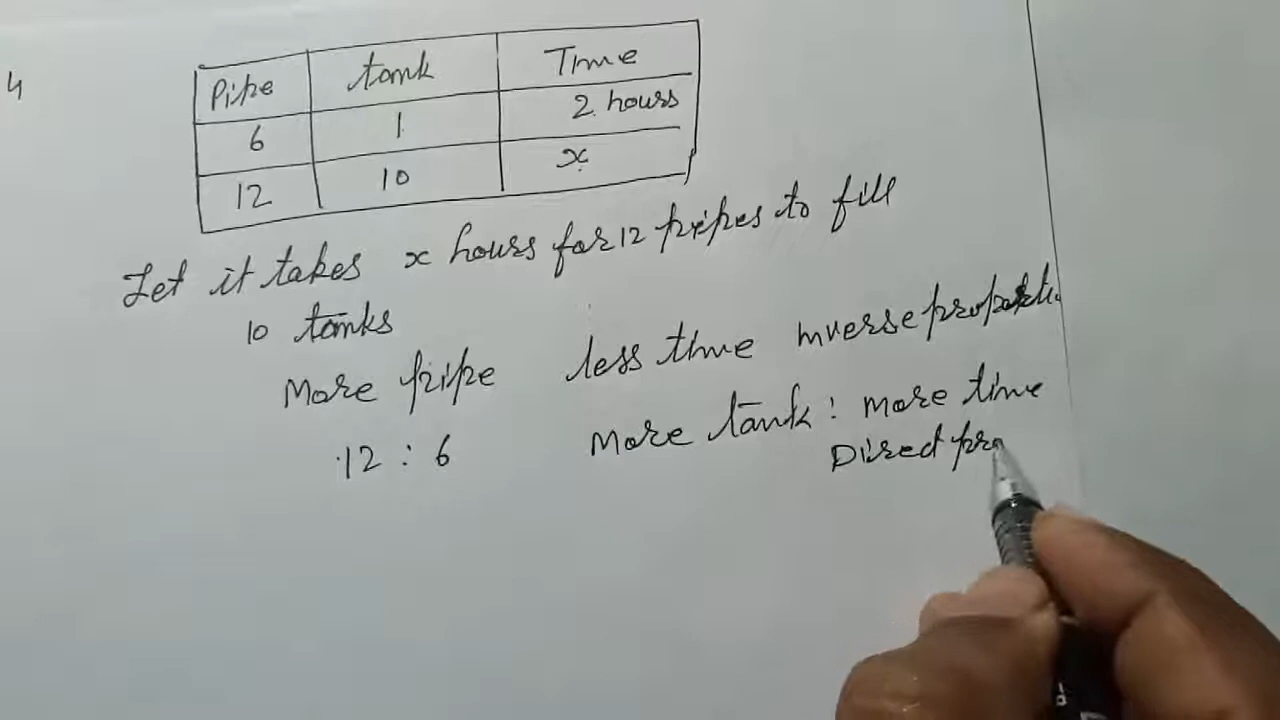 4
Pipe tank Time
6 1 2 hours
12 10 x
Let it takes x hours for 12 pipes to fill
10 tanks
More pipe less time inverse
12 : 6 More tank : more time
Direct pro